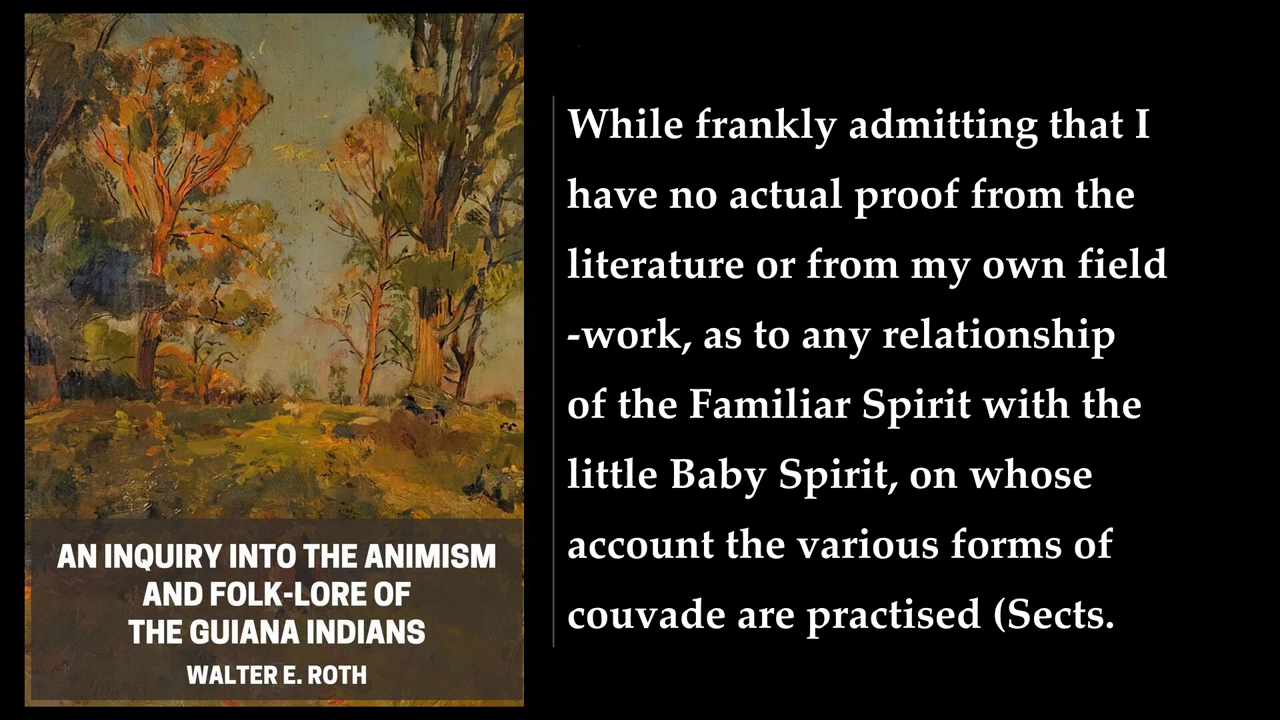 AN INQUIRY INTO THE ANIMISM
AND FOLK-LORE OF
THE GUIANA INDIANS
WALTER E. ROTH
While frankly admitting that I
have no actual proof from the
literature or from my own field
-work, as to any relationship
of the Familiar Spirit with the
little Baby Spirit, on whose
account the various forms of
couvade are practised (Sects.